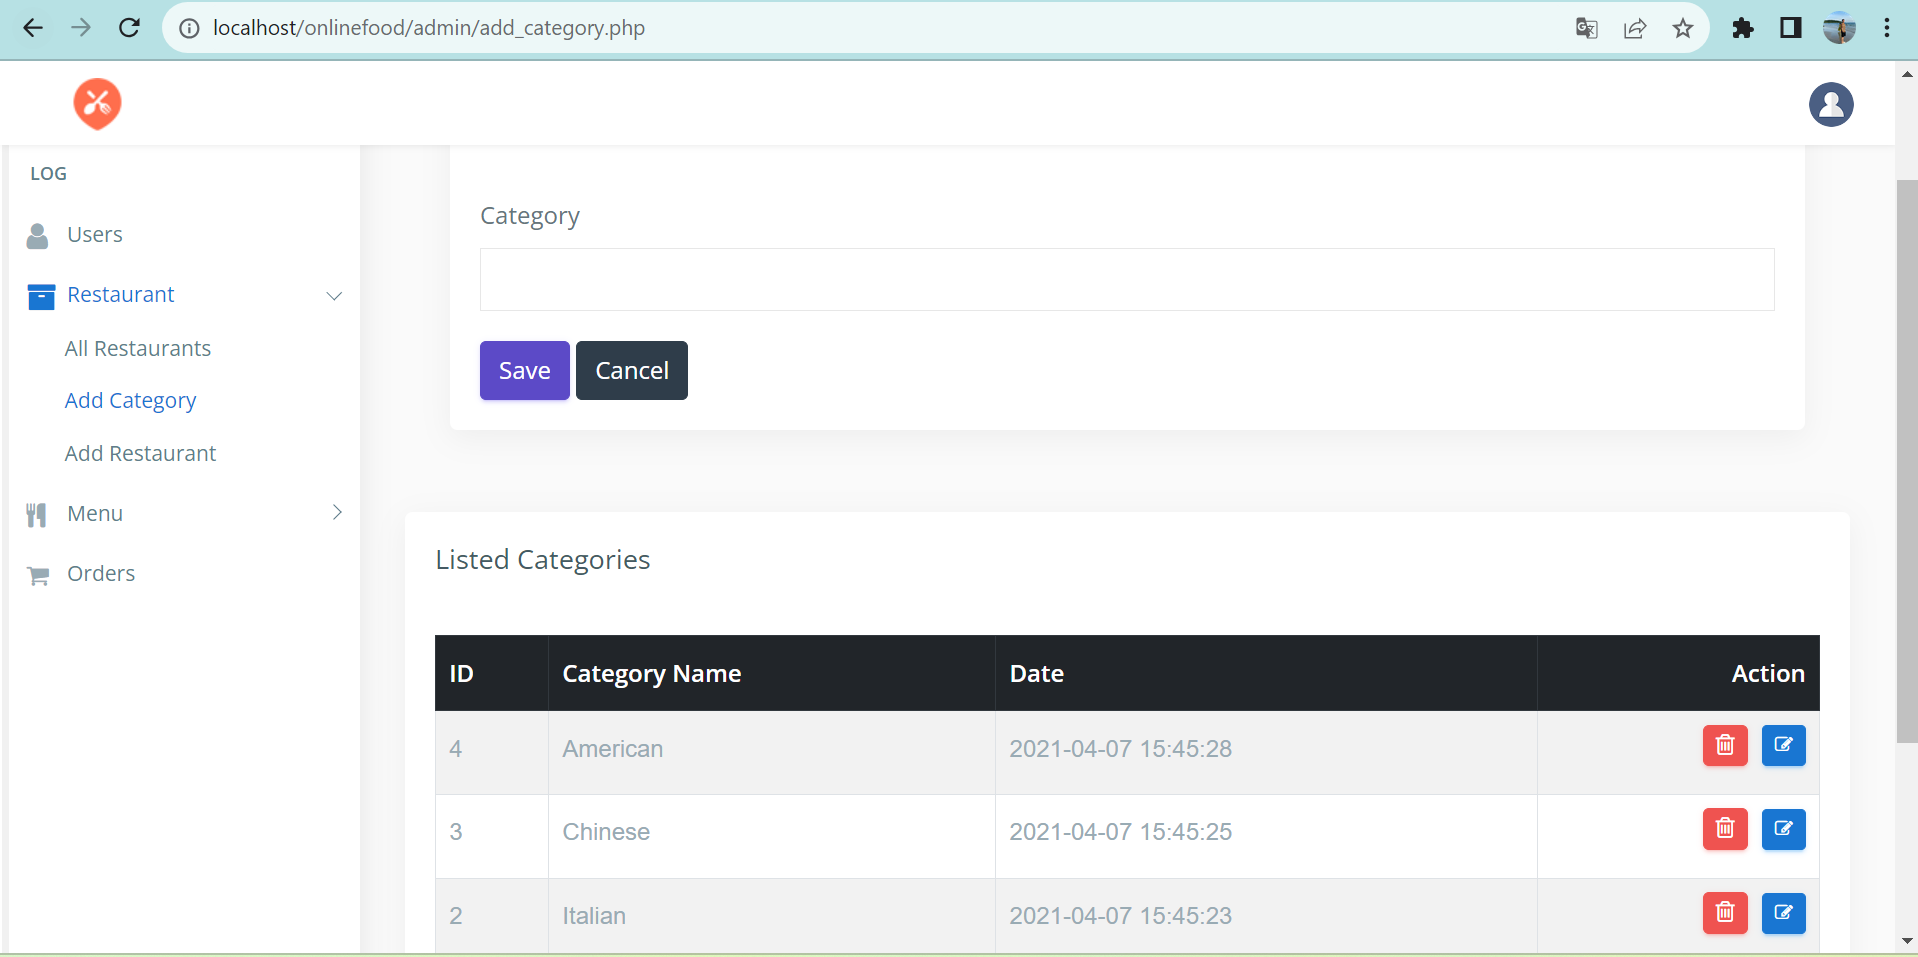 localhost/onlinefood/admin/add_category.php
LOG
Users
Restaurant
All Restaurants
Add Category
Add Restaurant
Menu
Orders
Category
Save Cancel
Listed Categories
ID Category Name Date Action
4 American 2021-04-07 15:45:28
3 Chinese 2021-04-07 15:45:25
2 Italian 2021-04-07 15:45:23